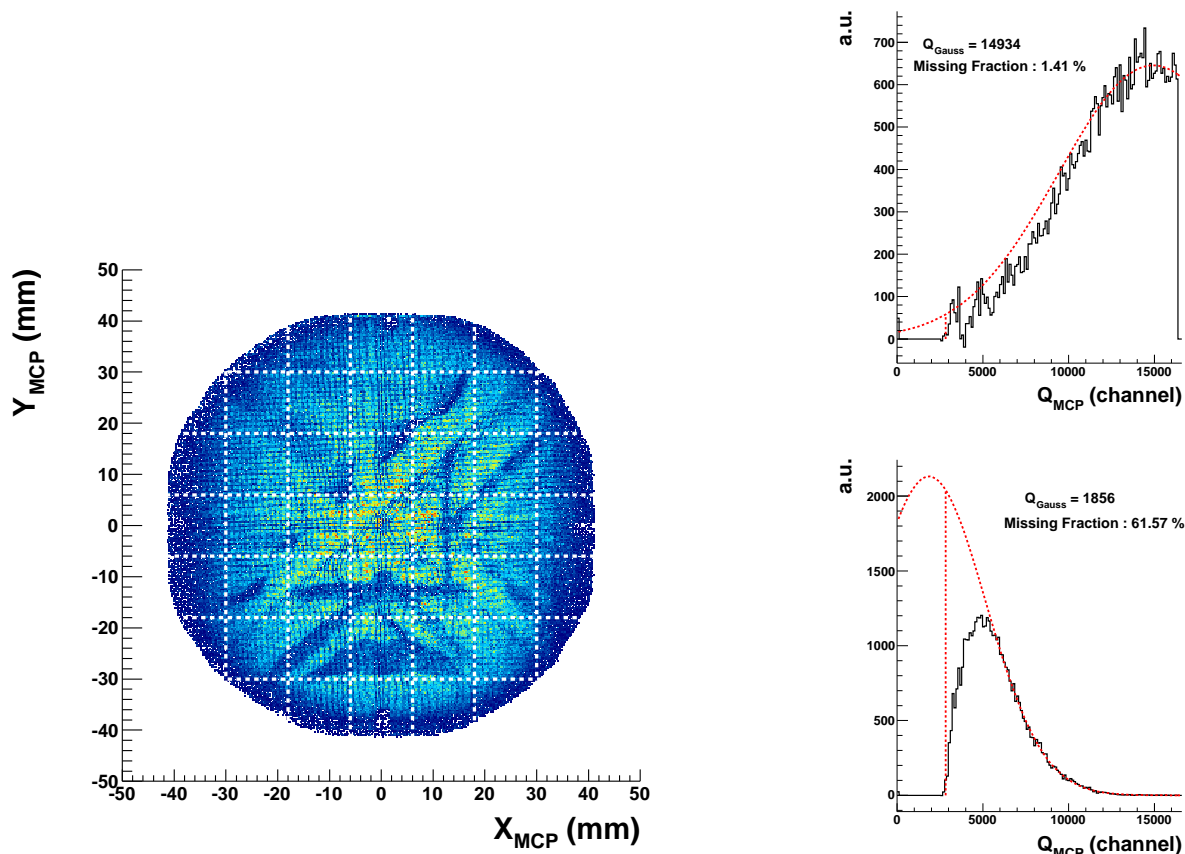 Y_MCP (mm)
50
40
30
20
10
0
-10
-20
-30
-40
-50
-50 -40 -30 -20 -10 0 10 20 30 40 50
X_MCP (mm)
a.u.
Q_Gauss = 14934
Missing Fraction : 1.41 %
700
600
500
400
300
200
100
0
0 5000 10000 15000
Q_MCP (channel)
a.u.
Q_Gauss = 1856
Missing Fraction : 61.57 %
2000
1500
1000
500
0
0 5000 10000 15000
Q_MCP (channel)